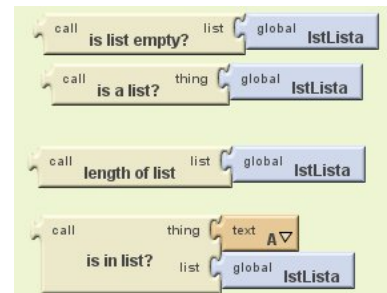 call is list empty? list global lstLista
call is a list? thing global lstLista
call length of list list global lstLista
call thing text A
is in list? list global lstLista